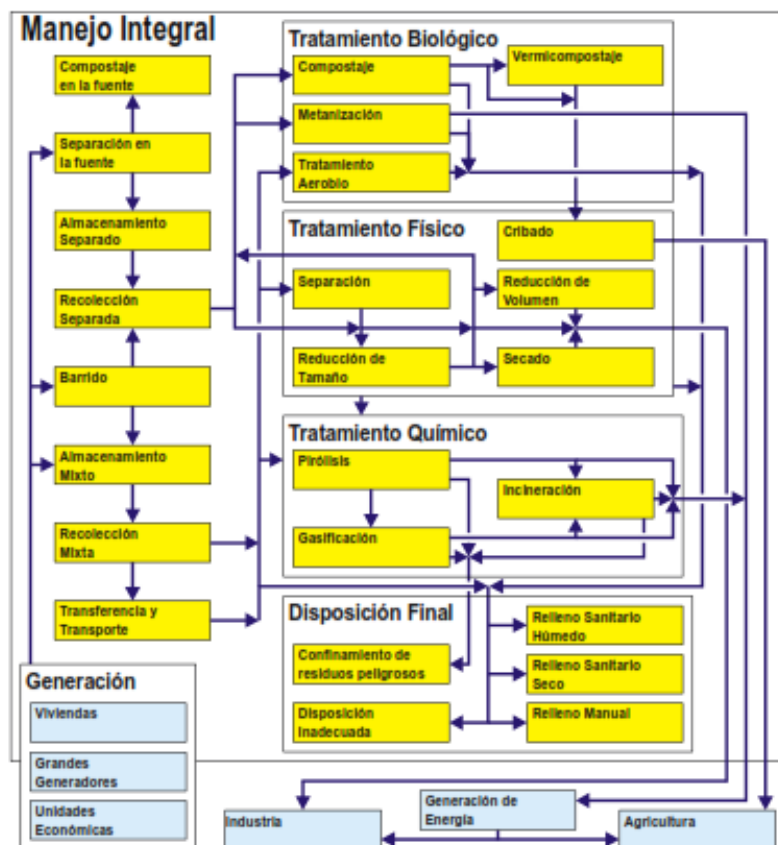 Manejo Integral
Compostaje
en la fuente
Separación en
la fuente
Almacenamiento
Separado
Recolección
Separada
Barrido
Almacenamiento
Mixto
Recolección
Mixta
Transferencia y
Transporte
Generación
Viviendas
Grandes
Generadores
Unidades
Económicas
Tratamiento Biológico
Compostaje
Vermicompostaje
Metanización
Tratamiento
Aerobio
Tratamiento Físico
Cribado
Separación
Reducción de
Volumen
Reducción de
Tamaño
Secado
Tratamiento Químico
Pirólisis
Incineración
Gasificación
Disposición Final
Relleno Sanitario
Húmedo
Confinamiento de
residuos peligrosos
Relleno Sanitario
Seco
Disposición
Inadecuada
Relleno Manual
Industria
Generación de
Energía
Agricultura